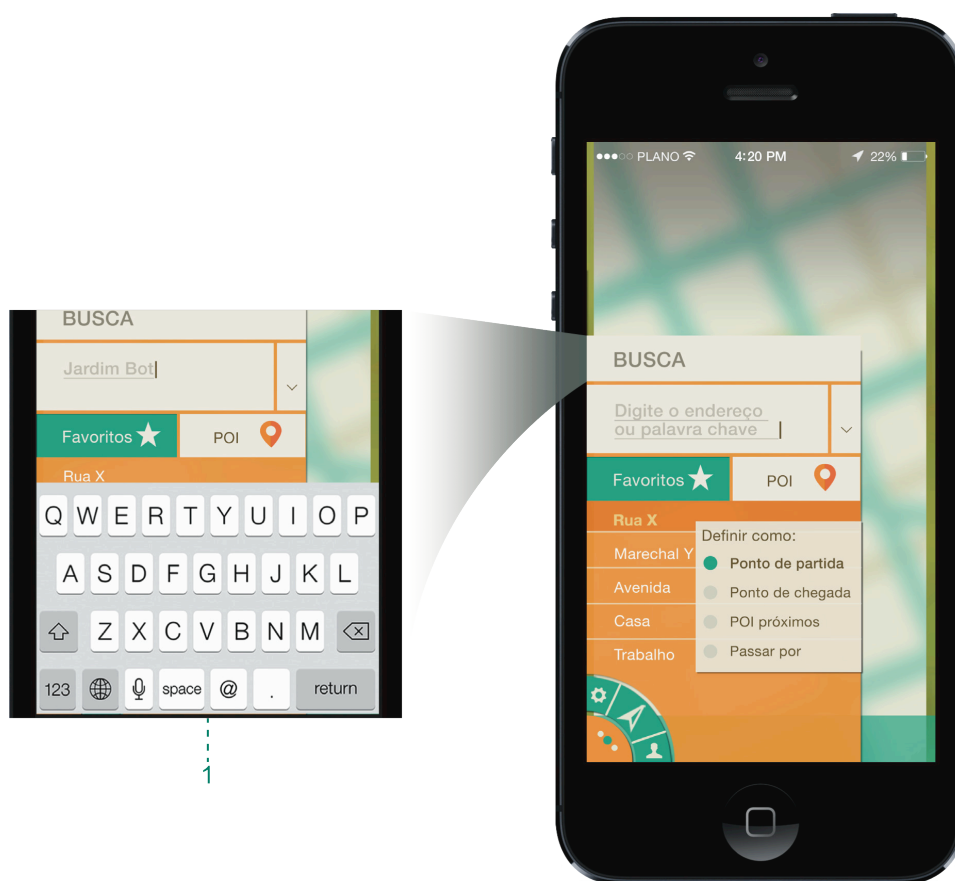 BUSCA
Jardim Bot
Favoritos POI
Rua X
Q W E R T Y U I O P
A S D F G H J K L
Z X C V B N M
123 space @ . return
1
PLANO 4:20 PM 22%
BUSCA
Digite o endereço
ou palavra chave
Favoritos POI
Rua X
Marechal Y
Avenida
Casa
Trabalho
Definir como:
Ponto de partida
Ponto de chegada
POI próximos
Passar por